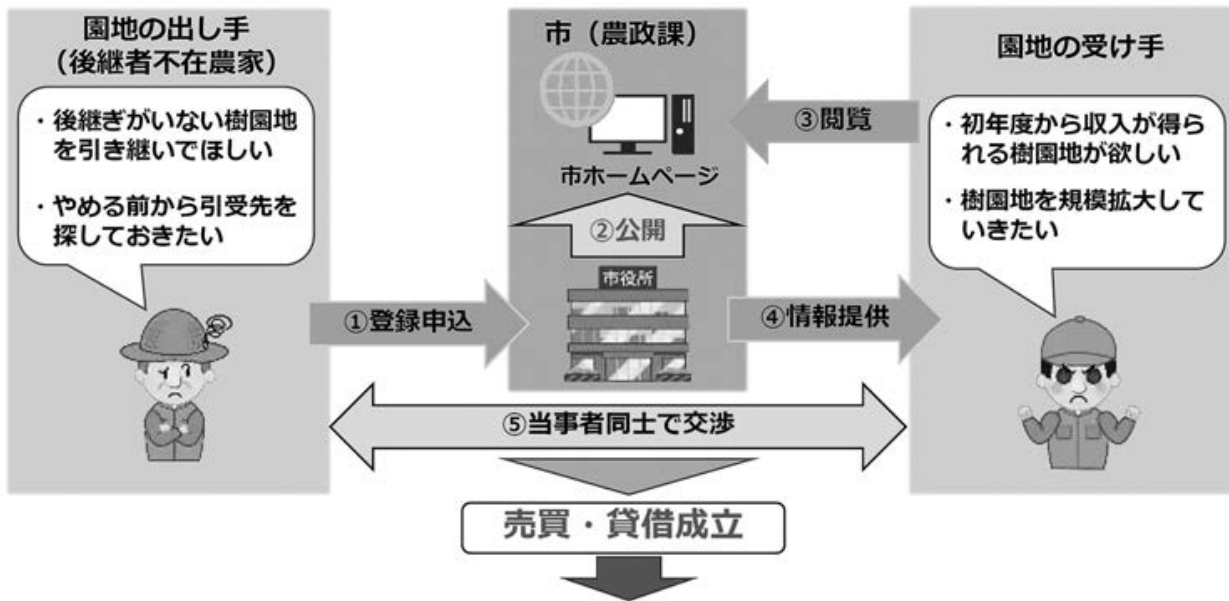 園地の出し手
(後継者不在農家)
・後継ぎがいない樹園地
を引き継いでほしい
・やめる前から引受先を
探しておきたい
①登録申込
市（農政課）
市ホームページ
②公開
市役所
③閲覧
④情報提供
園地の受け手
・初年度から収入が得ら
れる樹園地が欲しい
・樹園地を規模拡大して
いきたい
⑤当事者同士で交渉
売買・貸借成立